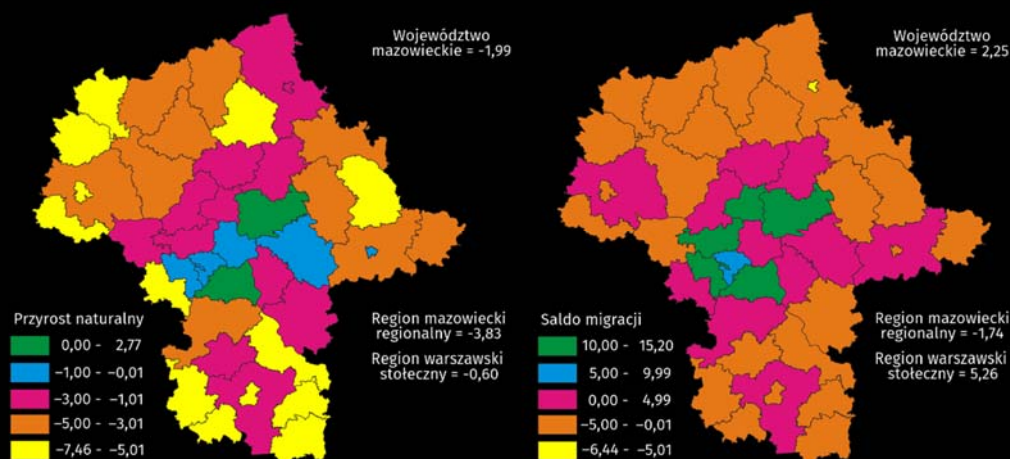 Województwo
mazowieckie = -1,99
Region mazowiecki
regionalny = -3,83
Region warszawski
stołeczny = -0,60
Przyrost naturalny
0,00 - 2,77
-1,00 - -0,01
-3,00 - -1,01
-5,00 - -3,01
-7,46 - -5,01
Województwo
mazowieckie = 2,25
Region mazowiecki
regionalny = -1,74
Region warszawski
stołeczny = 5,26
Saldo migracji
10,00 - 15,20
5,00 - 9,99
0,00 - 4,99
-5,00 - -0,01
-6,44 - -5,01